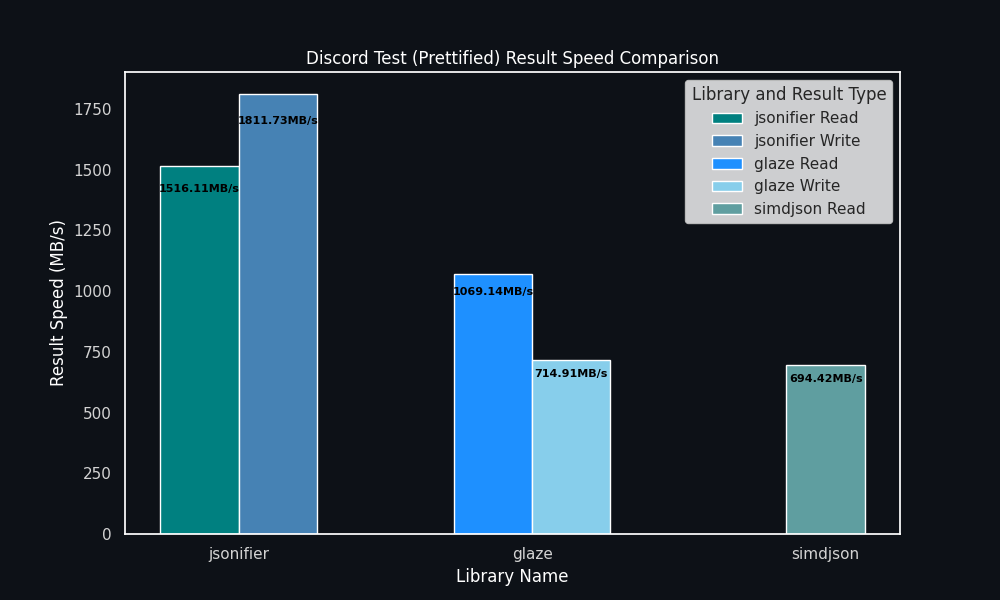 Discord Test (Prettified) Result Speed Comparison
Library and Result Type
jsonifier Read
jsonifier Write
glaze Read
glaze Write
simdjson Read
Result Speed (MB/s)
1750
1500
1250
1000
750
500
250
0
1516.11MB/s
1811.73MB/s
1069.14MB/s
714.91MB/s
694.42MB/s
jsonifier
glaze
simdjson
Library Name